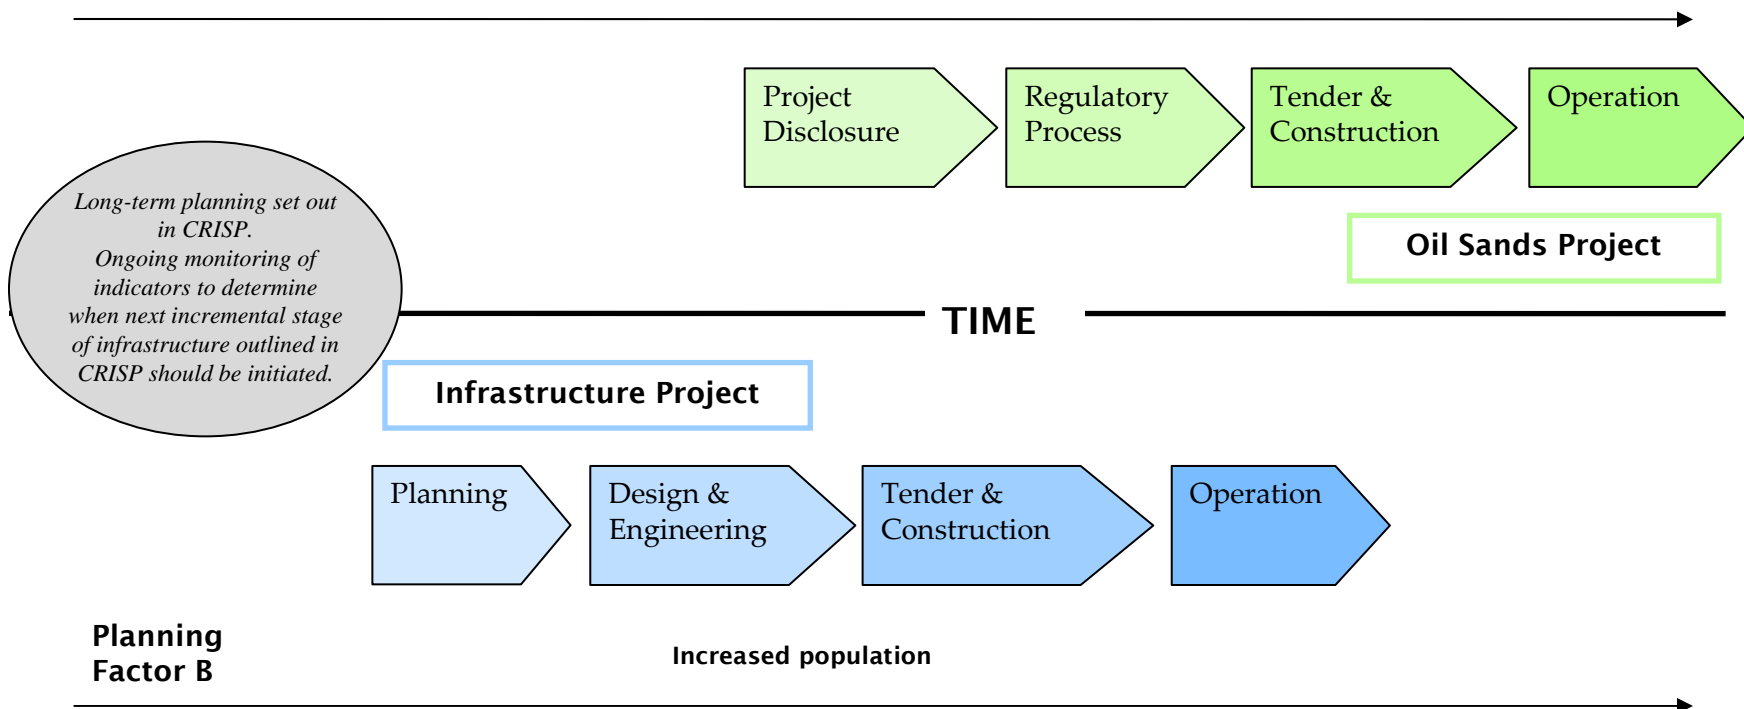 Project
Disclosure
Regulatory
Process
Tender &
Construction
Operation
Long-term planning set out
in CRISP.
Ongoing monitoring of
indicators to determine
when next incremental stage
of infrastructure outlined in
CRISP should be initiated.
Oil Sands Project
TIME
Infrastructure Project
Planning
Design &
Engineering
Tender &
Construction
Operation
Planning
Factor B
Increased population